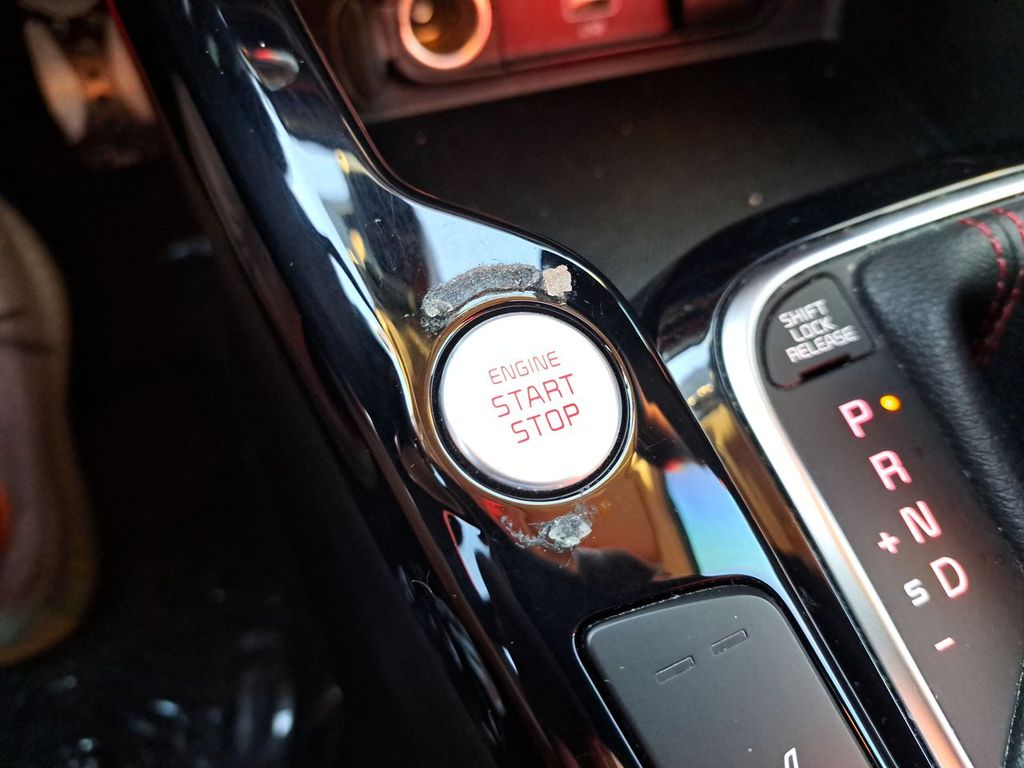 ENGINE
START
STOP
SHIFT
LOCK
RELEASE
P
R
N
+
S
D
-